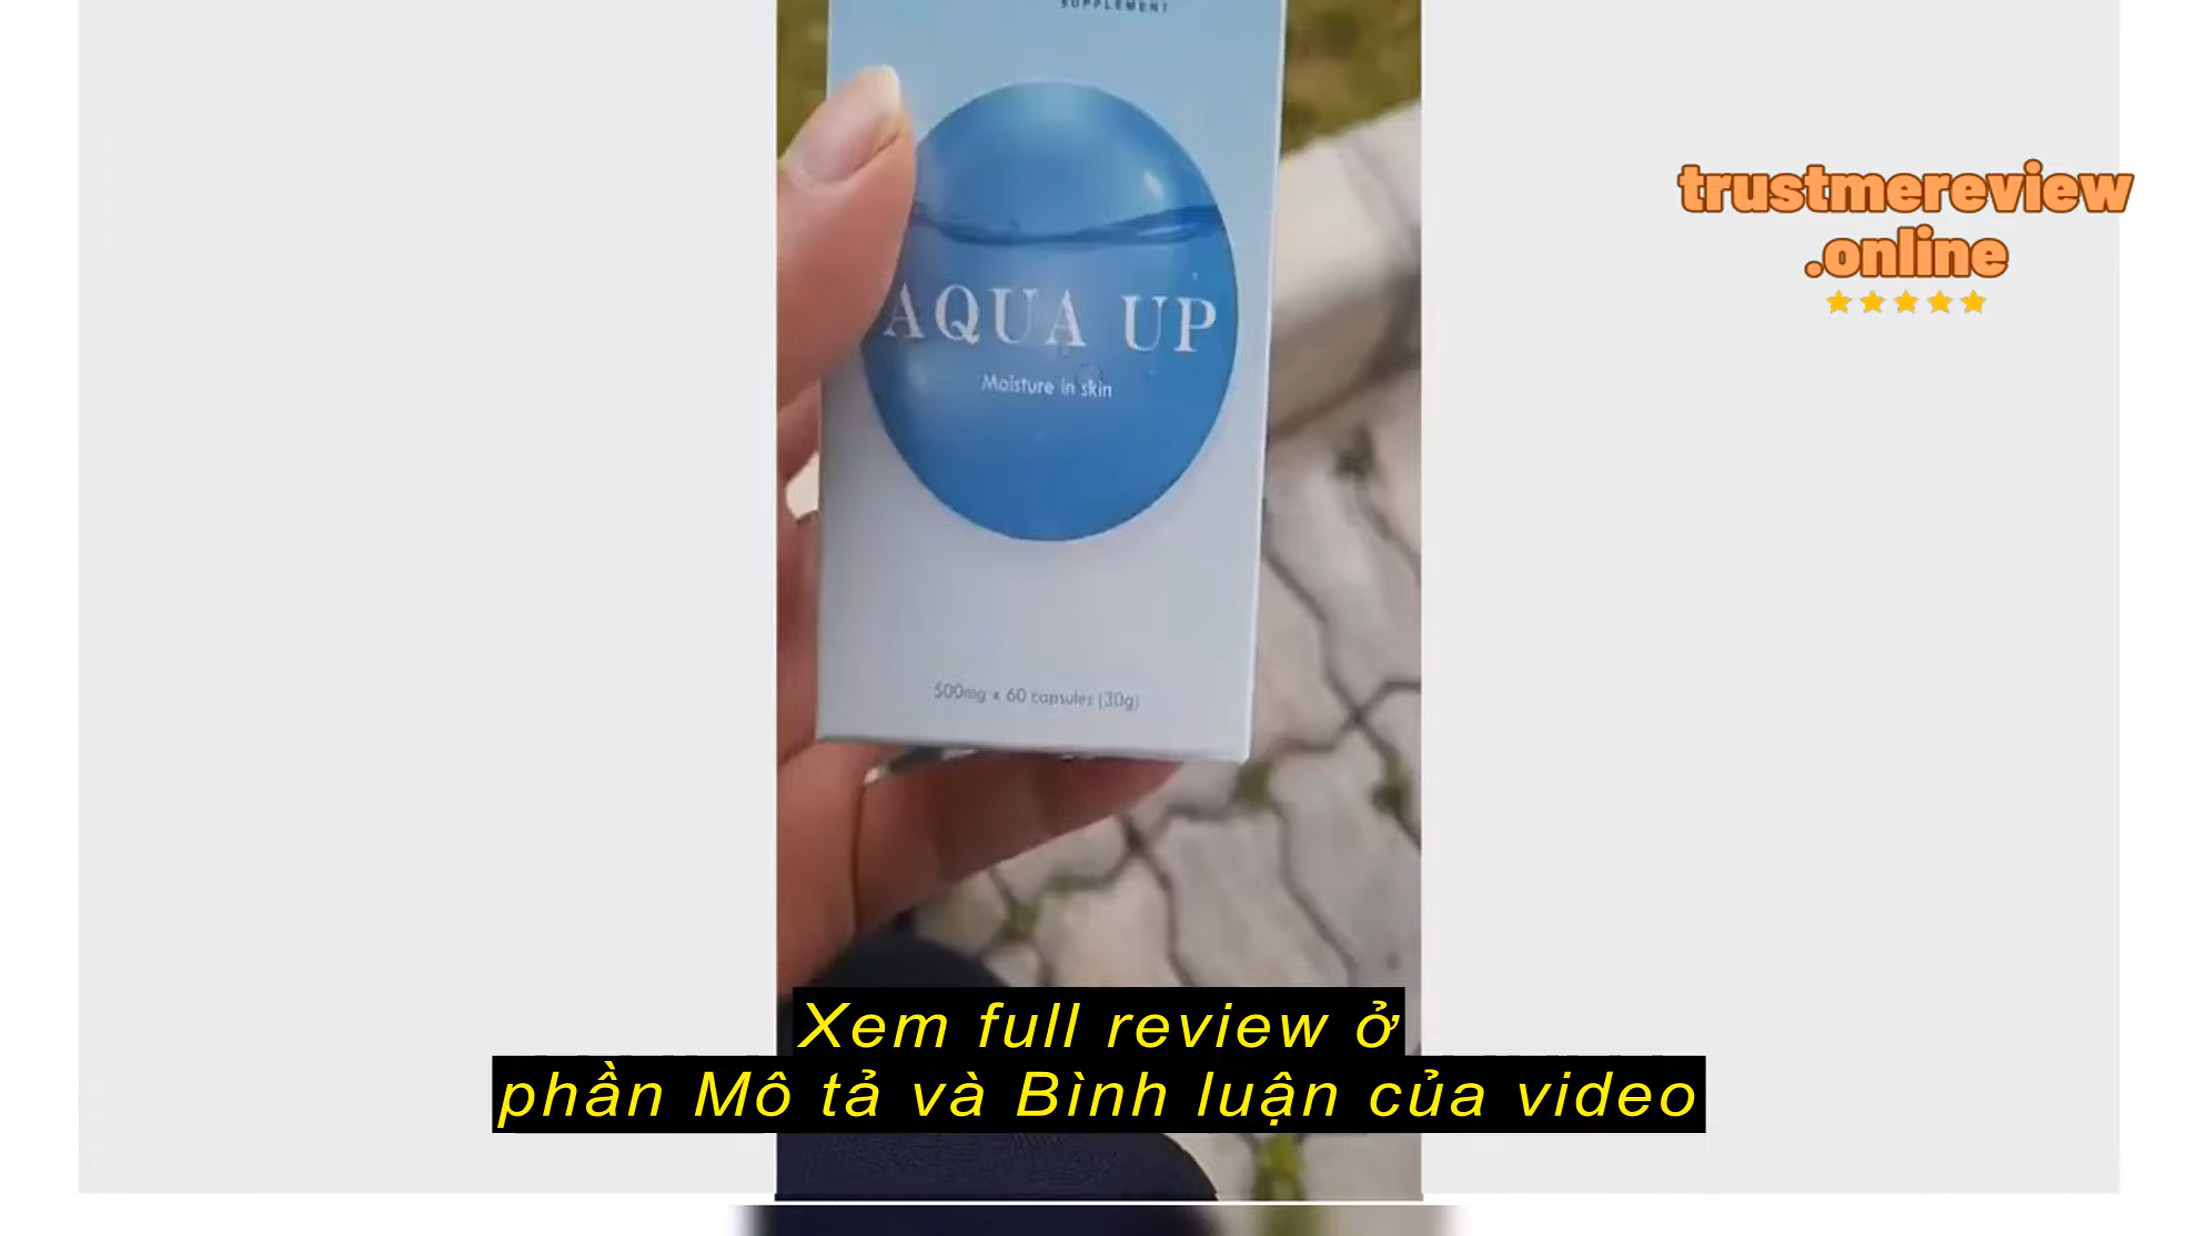 SUPPLEMENT
trustmereview
.online
AQUA UP
Moisture in skin
500mg x 60 capsules (30g)
Xem full review ở
phần Mô tả và Bình luận của video